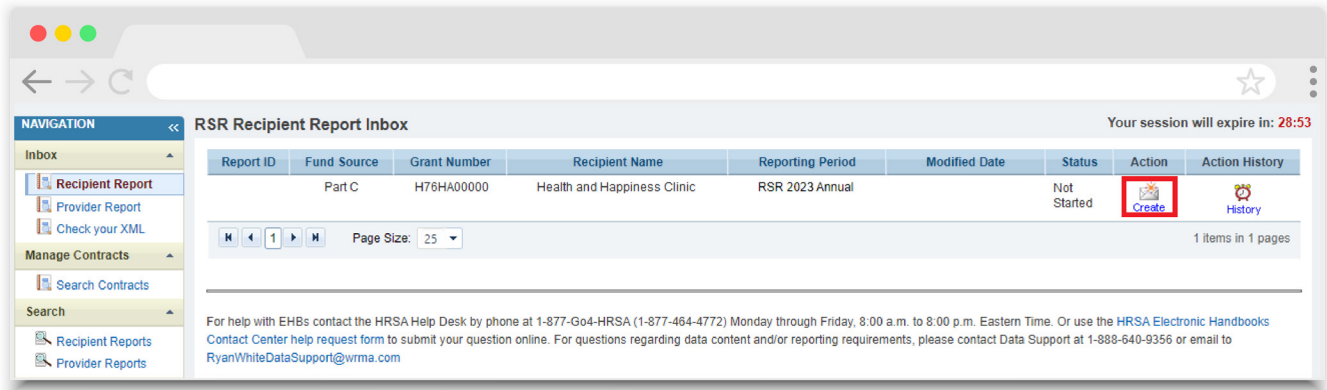 NAVIGATION «
Inbox
Recipient Report
Provider Report
Check your XML
Manage Contracts
Search Contracts
Search
Recipient Reports
Provider Reports
RSR Recipient Report Inbox
Your session will expire in: 28:53
Report ID Fund Source Grant Number Recipient Name Reporting Period Modified Date Status Action Action History
Part C H76HA00000 Health and Happiness Clinic RSR 2023 Annual Not Started Create History
1 Page Size: 25 1 items in 1 pages
For help with EHBs contact the HRSA Help Desk by phone at 1-877-Go4-HRSA (1-877-464-4772) Monday through Friday, 8:00 a.m. to 8:00 p.m. Eastern Time. Or use the HRSA Electronic Handbooks
Contact Center help request form to submit your question online. For questions regarding data content and/or reporting requirements, please contact Data Support at 1-888-640-9356 or email to
RyanWhiteDataSupport@wrma.com